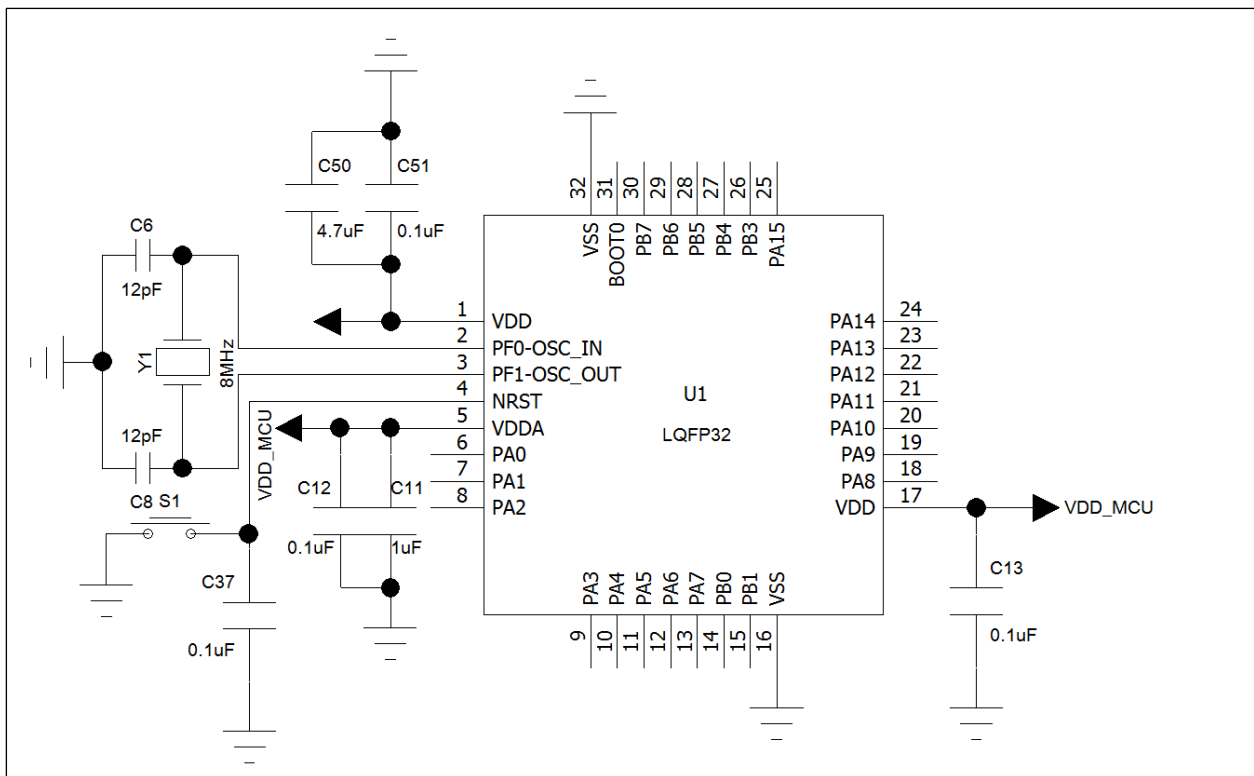 C50
C51
4.7uF
0.1uF
C6
12pF
Y1
8MHz
12pF
C8
S1
VDD_MCU
C37
0.1uF
C12
C11
0.1uF
1uF
32
31
30
29
28
27
26
25
VSS
BOOT0
PB7
PB6
PB5
PB4
PB3
PA15
1 VDD
2 PF0-OSC_IN
3 PF1-OSC_OUT
4 NRST
5 VDDA
6 PA0
7 PA1
8 PA2
U1
LQFP32
PA14 24
PA13 23
PA12 22
PA11 21
PA10 20
PA9 19
PA8 18
VDD 17
VDD_MCU
C13
0.1uF
PA3
PA4
PA5
PA6
PA7
PB0
PB1
VSS
9
10
11
12
13
14
15
16